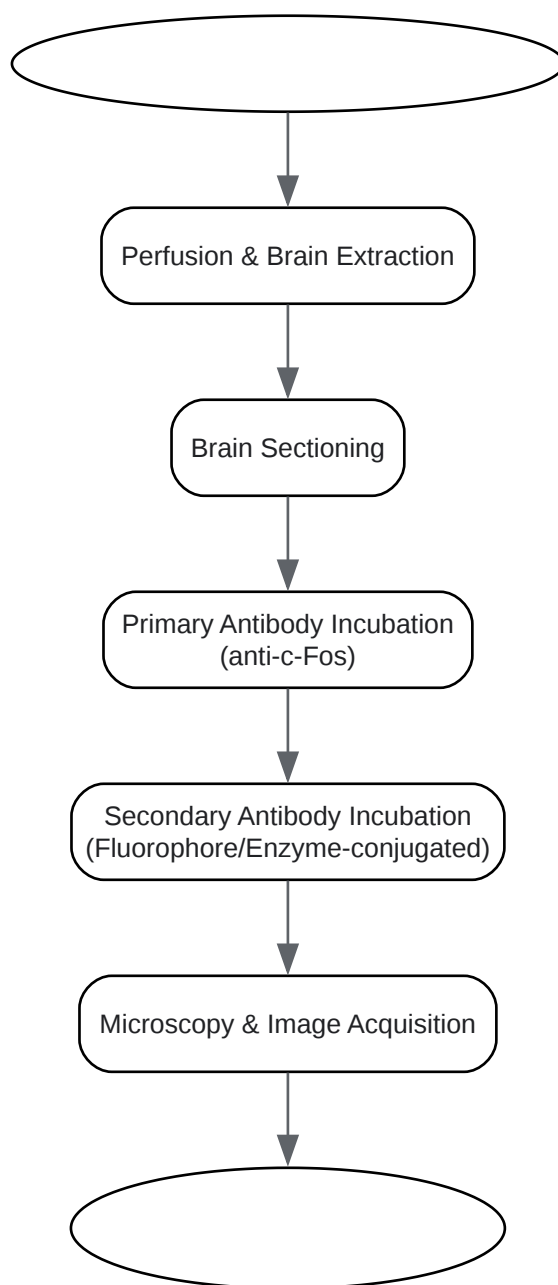 Perfusion & Brain Extraction
Brain Sectioning
Primary Antibody Incubation
(anti-c-Fos)
Secondary Antibody Incubation
(Fluorophore/Enzyme-conjugated)
Microscopy & Image Acquisition